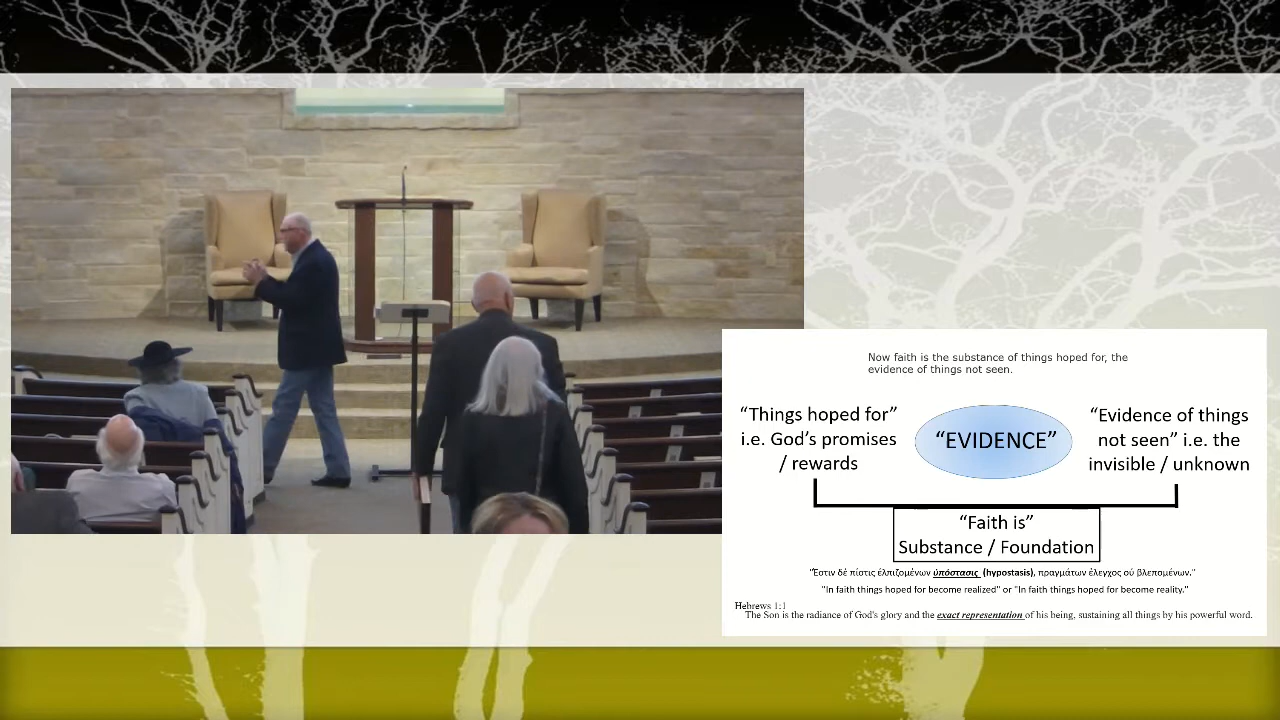 Now faith is the substance of things hoped for, the
evidence of things not seen.
“Things hoped for”
i.e. God’s promises
/ rewards
“EVIDENCE”
“Evidence of things
not seen” i.e. the
invisible / unknown
“Faith is”
Substance / Foundation
"Ἔστιν δέ πίστις ἐλπιζομένων ὑπόστασις (hypostasis), πραγμάτων ἔλεγχος οὐ βλεπομένων."
"In faith things hoped for become realized" or "In faith things hoped for become reality."
Hebrews 1:1
The Son is the radiance of God's glory and the exact representation of his being, sustaining all things by his powerful word.